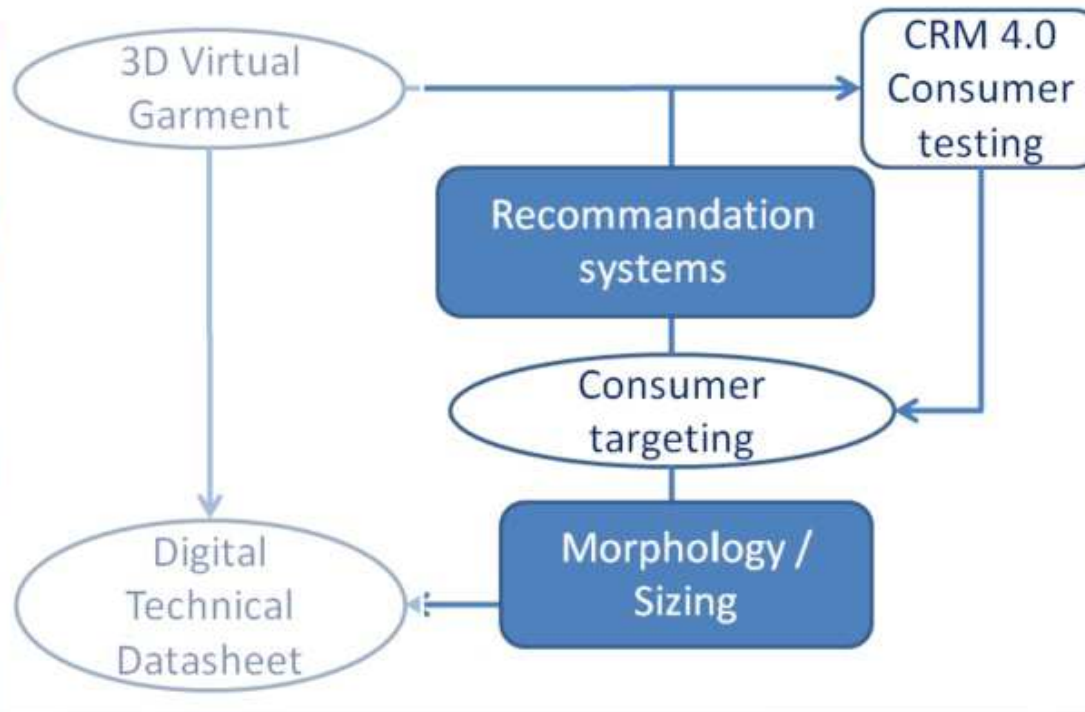 3D Virtual
Garment
CRM 4.0
Consumer
testing
Recommandation
systems
Consumer
targeting
Morphology /
Sizing
Digital
Technical
Datasheet